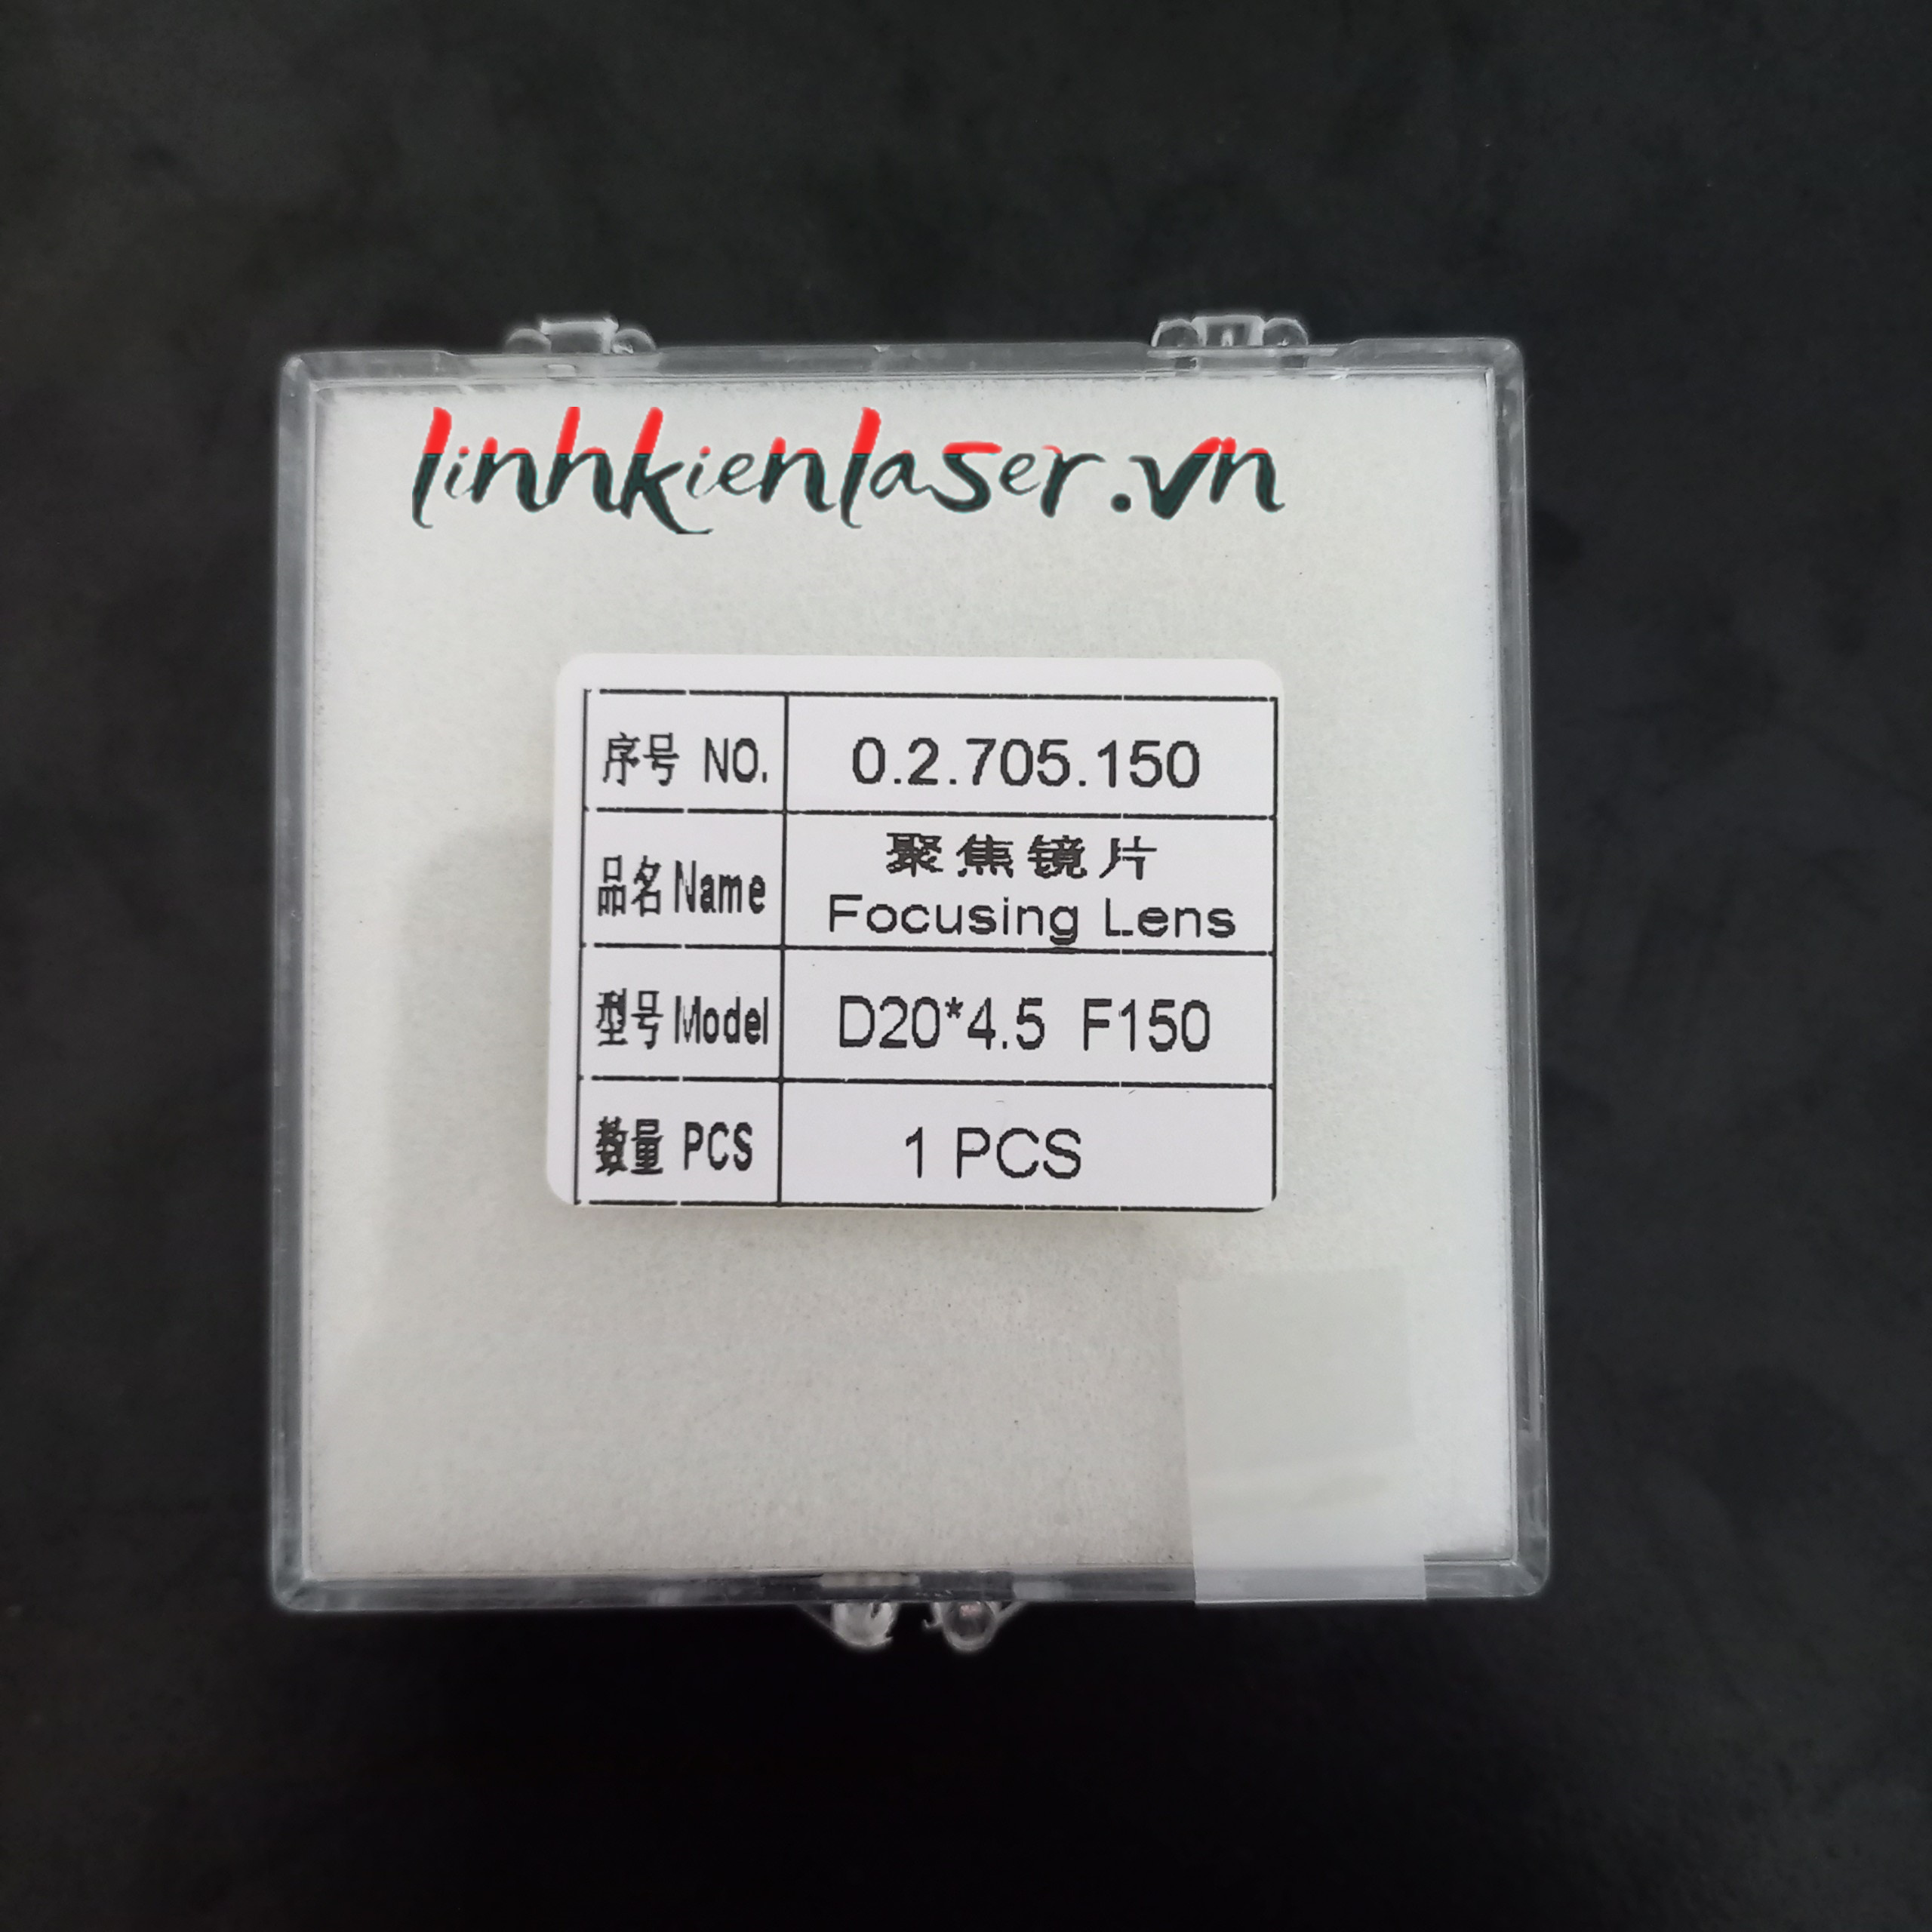 linhkienlaser.vn
序号 NO. 0.2.705.150
品名 Name 聚焦镜片
Focusing Lens
型号 Model D20*4.5 F150
数量 PCS 1 PCS